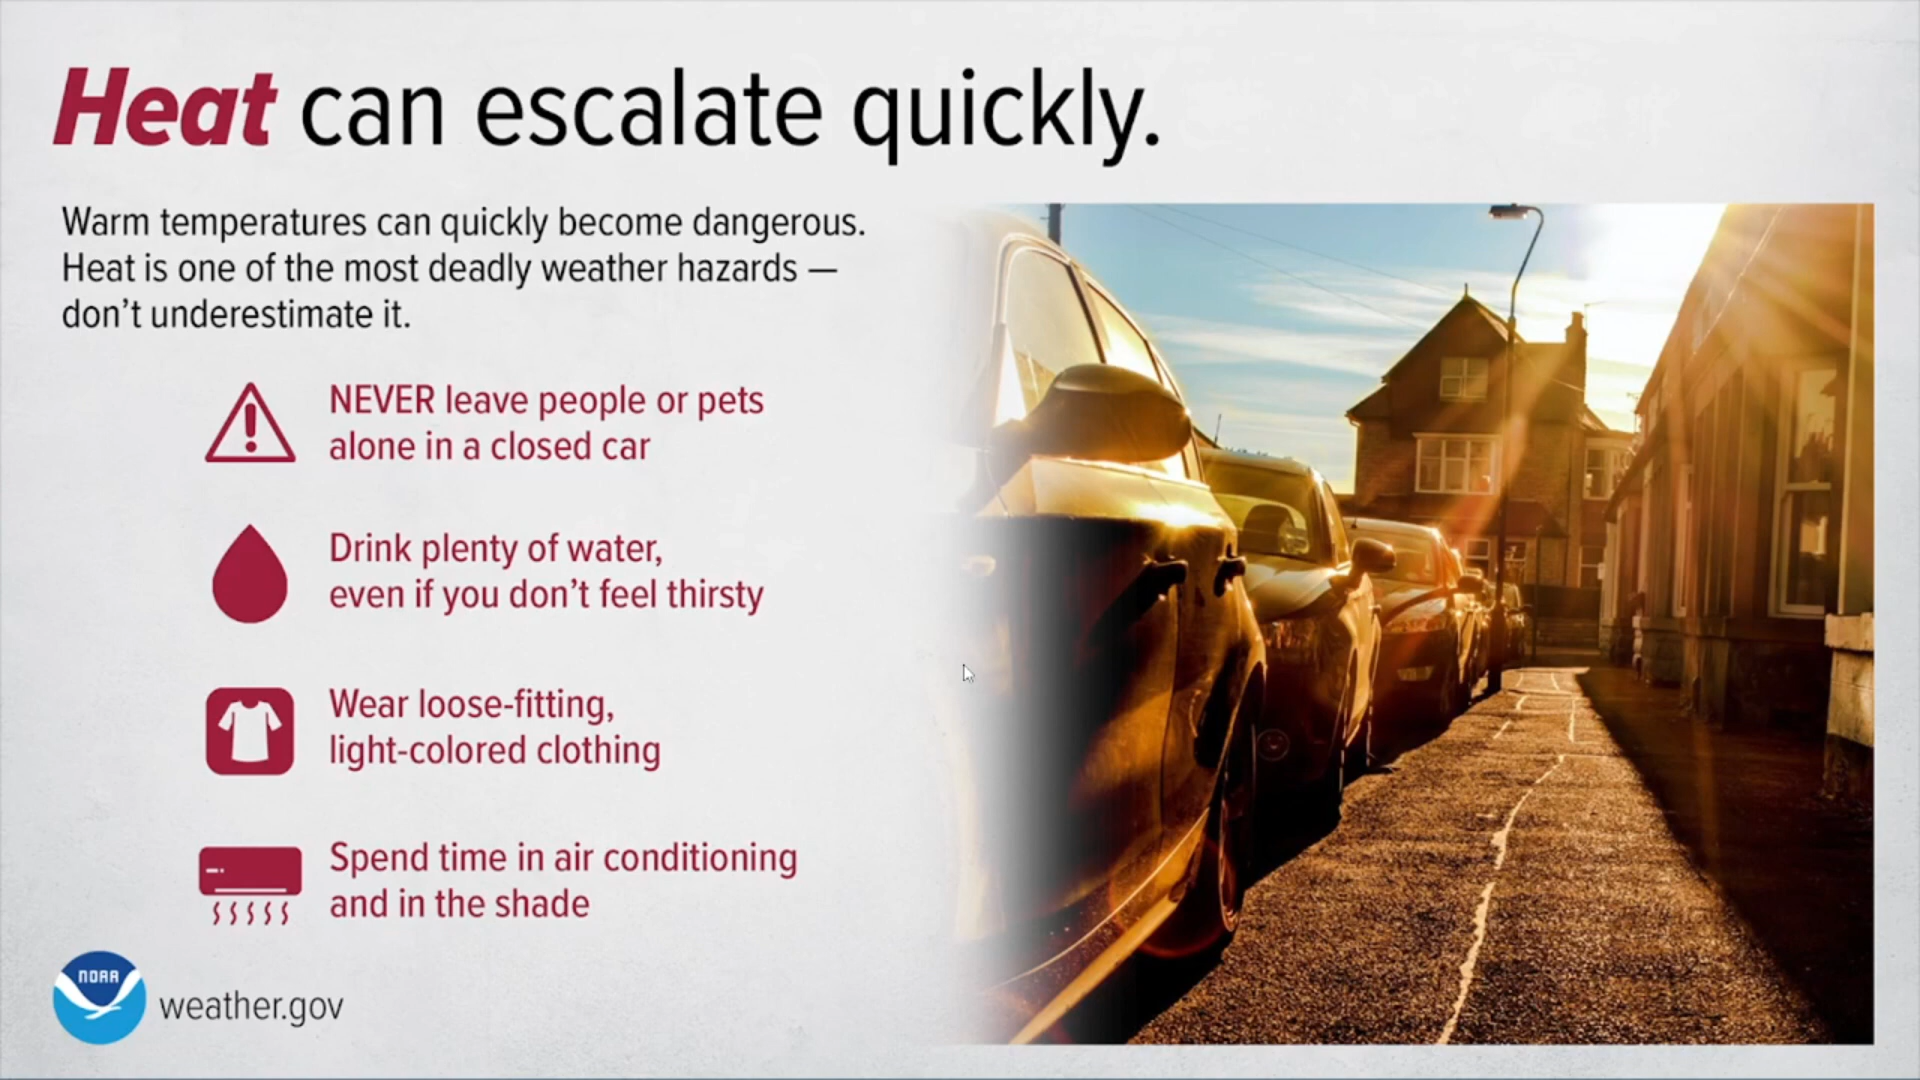 Heat can escalate quickly.
Warm temperatures can quickly become dangerous.
Heat is one of the most deadly weather hazards —
don’t underestimate it.
NEVER leave people or pets
alone in a closed car
Drink plenty of water,
even if you don’t feel thirsty
Wear loose-fitting,
light-colored clothing
Spend time in air conditioning
and in the shade
NOAA
weather.gov